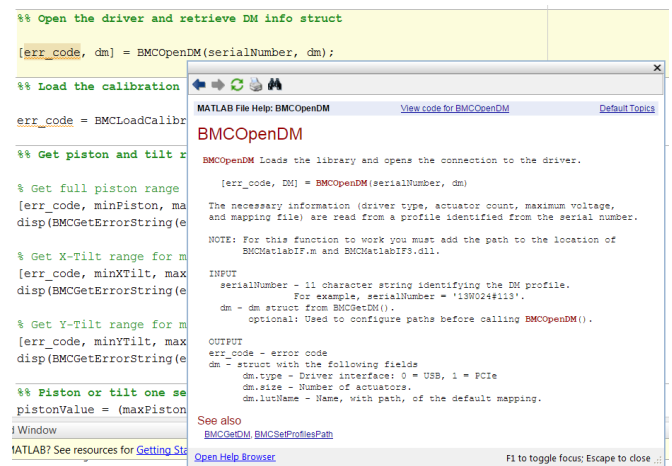 %% Open the driver and retrieve DM info struct
[err_code, dm] = BMCOpenDM(serialNumber, dm);
%% Load the calibration
err_code = BMCLoadCalibr
%% Get piston and tilt r
% Get full piston range
[err_code, minPiston, ma
disp(BMCGetErrorString(e
% Get X-Tilt range for m
[err_code, minXTilt, max
disp(BMCGetErrorString(e
% Get Y-Tilt range for m
[err_code, minYTilt, max
disp(BMCGetErrorString(e
%% Piston or tilt one se
pistonValue = (maxPiston
d Window
MATLAB? See resources for Getting Sta
MATLAB File Help: BMCOpenDM View code for BMCOpenDM Default Topics
BMCOpenDM
BMCOpenDM Loads the library and opens the connection to the driver.
[err_code, DM] = BMCOpenDM(serialNumber, dm)
The necessary information (driver type, actuator count, maximum voltage,
and mapping file) are read from a profile identified from the serial number.
NOTE: For this function to work you must add the path to the location of
BMCMatlabIF.m and BMCMatlabIF3.dll.
INPUT
serialNumber - 11 character string identifying the DM profile.
For example, serialNumber = '13W024#113'.
dm - dm struct from BMCGetDM().
optional: Used to configure paths before calling BMCOpenDM().
OUTPUT
err_code - error code
dm - struct with the following fields
dm.type - Driver interface: 0 = USB, 1 = PCIe
dm.size - Number of actuators.
dm.lutName - Name, with path, of the default mapping.
See also
BMCGetDM, BMCSetProfilesPath
Open Help Browser F1 to toggle focus; Escape to close